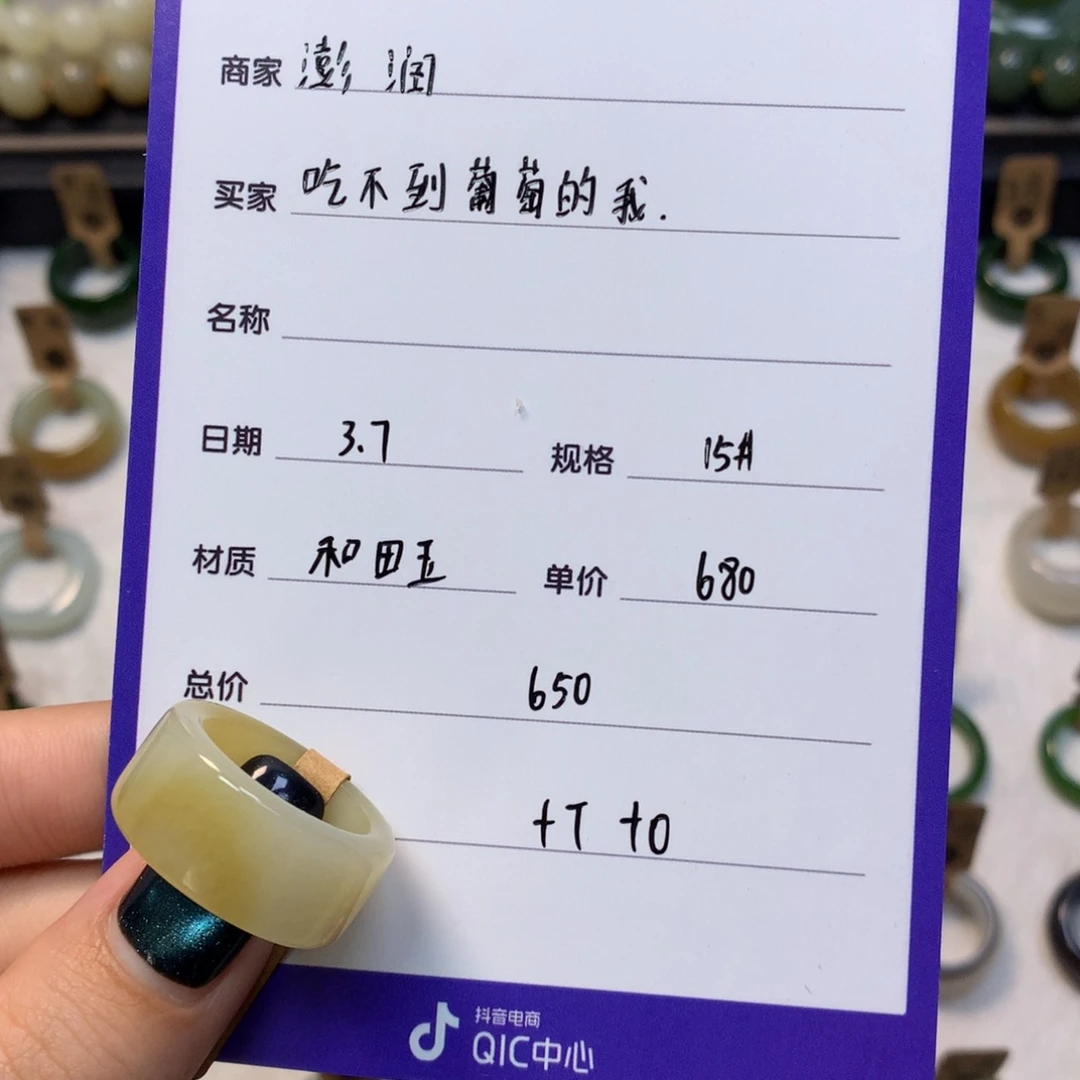 商家 澎润
买家 吃不到葡萄的我.
名称
日期 3.7 规格 15#
材质 和田玉 单价 680
总价 650
+T +0
抖音电商
QIC中心